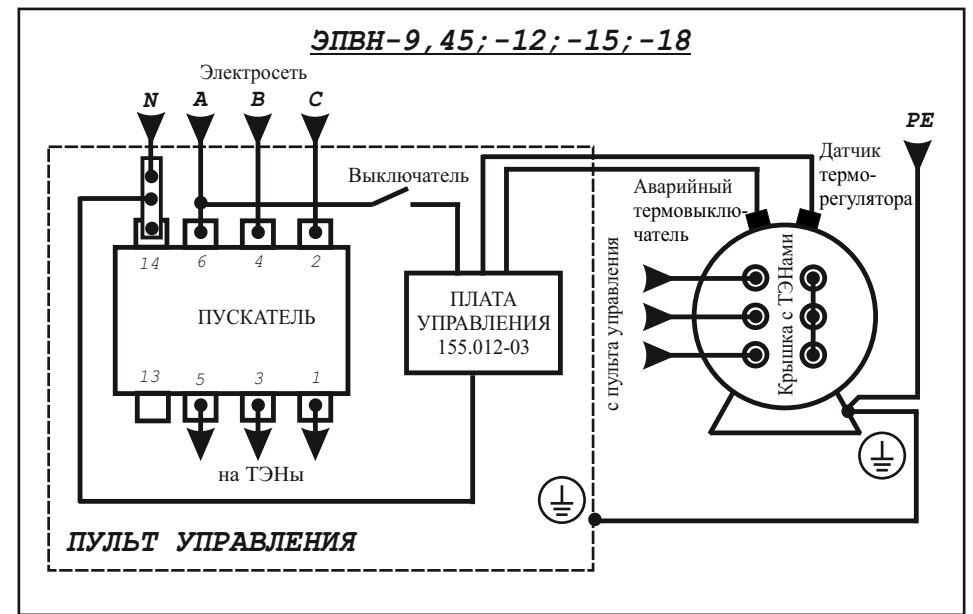 ЭПВН-9,45;-12;-15;-18
Электросеть
N A B C
PE
Выключатель
Датчик
термо-
регулятора
Аварийный
термовыклю-
чатель
14 6 4 2
ПУСКАТЕЛЬ
13 5 3 1
на ТЭНы
ПЛАТА
УПРАВЛЕНИЯ
155.012-03
с пульта управления
Крышка с ТЭНами
ПУЛЬТ УПРАВЛЕНИЯ